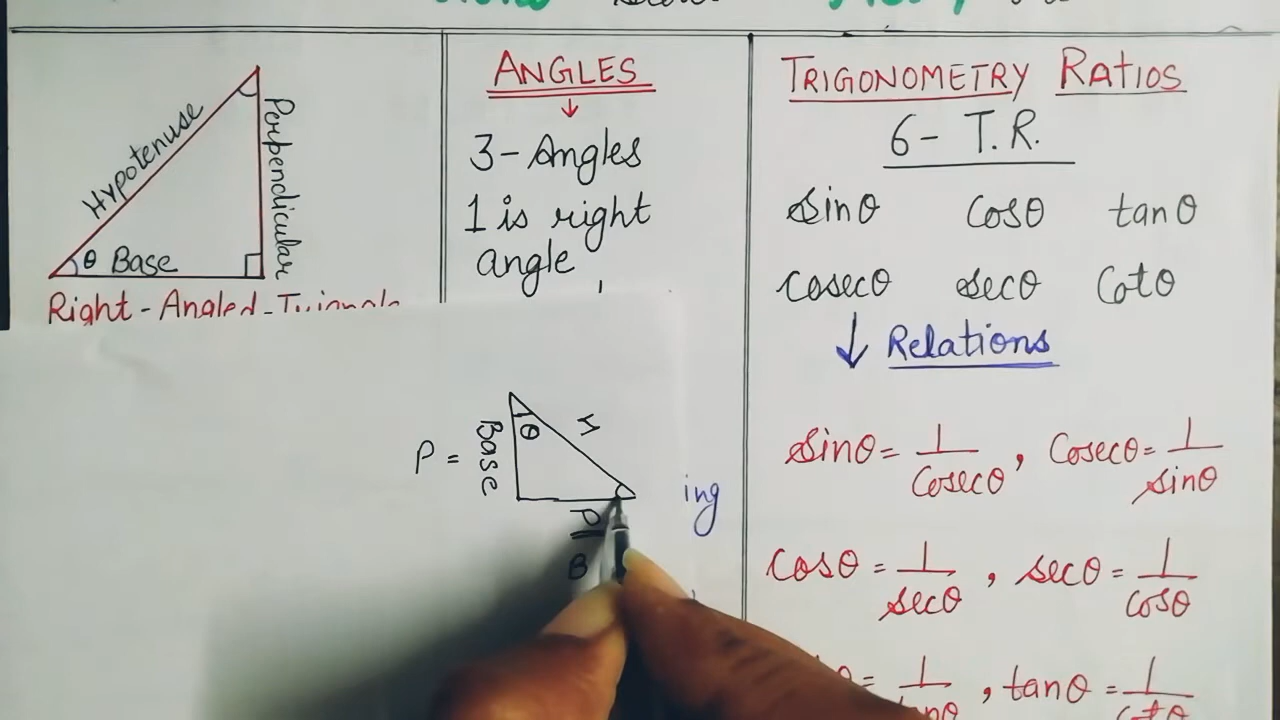 Hypotenuse
Perpendicular
θ Base
Right-Angled-Triangle
ANGLES
3-Angles
1 is right
angle,
TRIGONOMETRY RATIOS
6- T.R.
sinθ cosθ tanθ
cosecθ secθ Cotθ
↓ Relations
sinθ = 1/Cosecθ , Cosecθ = 1/sinθ
cosθ = 1/secθ , secθ = 1/cosθ
, tanθ = 1/cotθ
θ
H
P = Base
P
B
ing